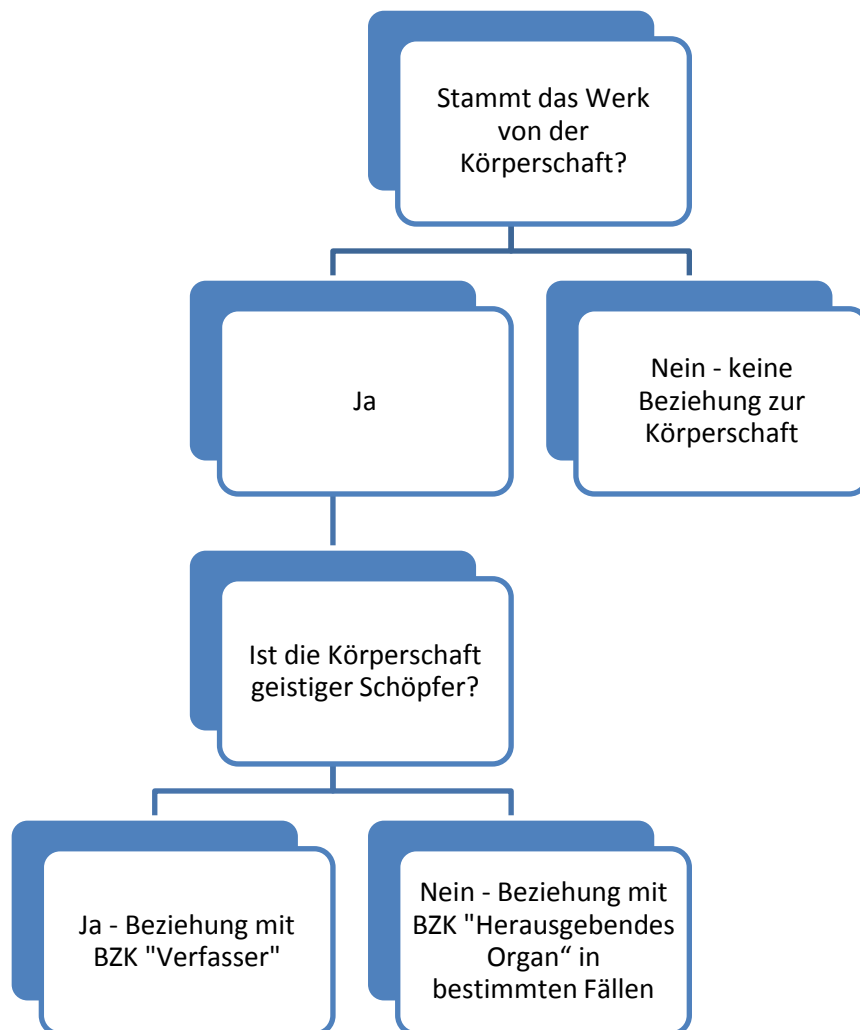 Stammt das Werk
von der
Körperschaft?
Ja
Nein - keine
Beziehung zur
Körperschaft
Ist die Körperschaft
geistiger Schöpfer?
Ja - Beziehung mit
BZK "Verfasser"
Nein - Beziehung mit
BZK "Herausgebendes
Organ“ in
bestimmten Fällen